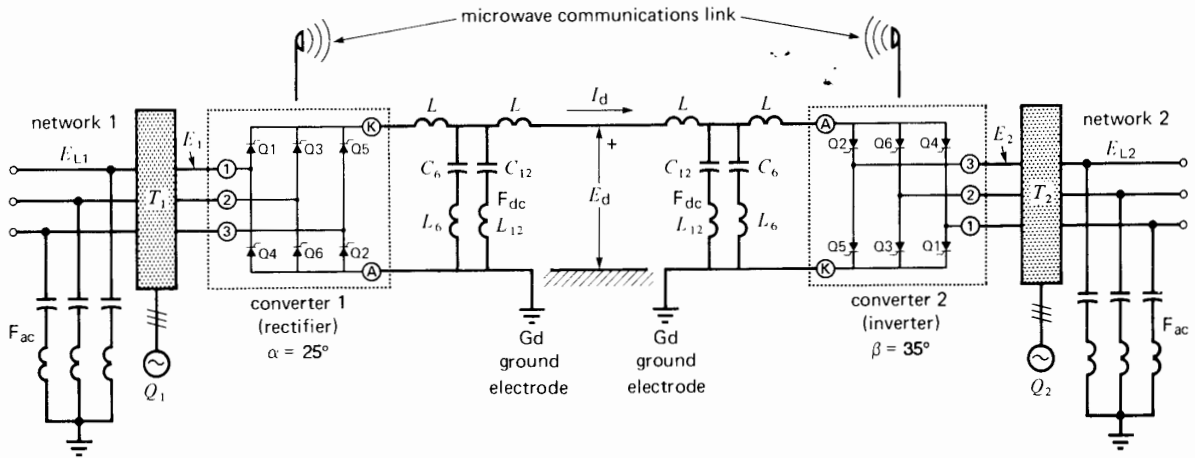 microwave communications link
network 1
E_L1
E_1
T_1
1
2
3
Q1 Q3 Q5
Q4 Q6 Q2
K
A
converter 1
(rectifier)
α = 25°
F_ac
Q_1
L L
C_6 C_12
F_dc
L_6 L_12
I_d
+
E_d
Gd
ground
electrode
Gd
ground
electrode
L L
C_12 C_6
F_dc
L_12 L_6
A
K
Q2 Q6 Q4
Q5 Q3 Q1
3
2
1
converter 2
(inverter)
β = 35°
E_2
T_2
network 2
E_L2
F_ac
Q_2